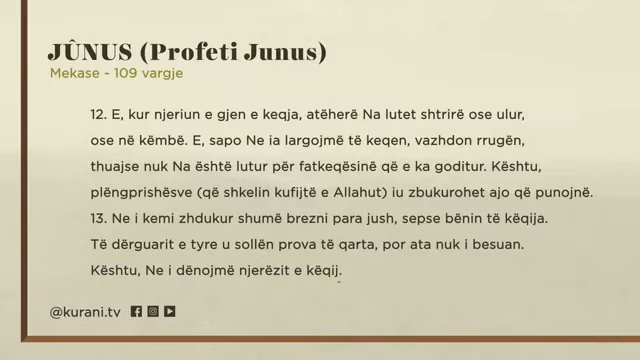 JÛNUS (Profeti Junus)
Mekase - 109 vargje
12. E, kur njeriun e gjen e keqja, atëherë Na lutet shtrirë ose ulur,
ose në këmbë. E, sapo Ne ia largojmë të keqen, vazhdon rrugën,
thuajse nuk Na është lutur për fatkeqësinë që e ka goditur. Kështu,
plëngprishësve (që shkelin kufijtë e Allahut) iu zbukurohet ajo që punojnë.
13. Ne i kemi zhdukur shumë brezni para jush, sepse bënin të këqija.
Të dërguarit e tyre u sollën prova të qarta, por ata nuk i besuan.
Kështu, Ne i dënojmë njerëzit e këqij.
@kurani.tv